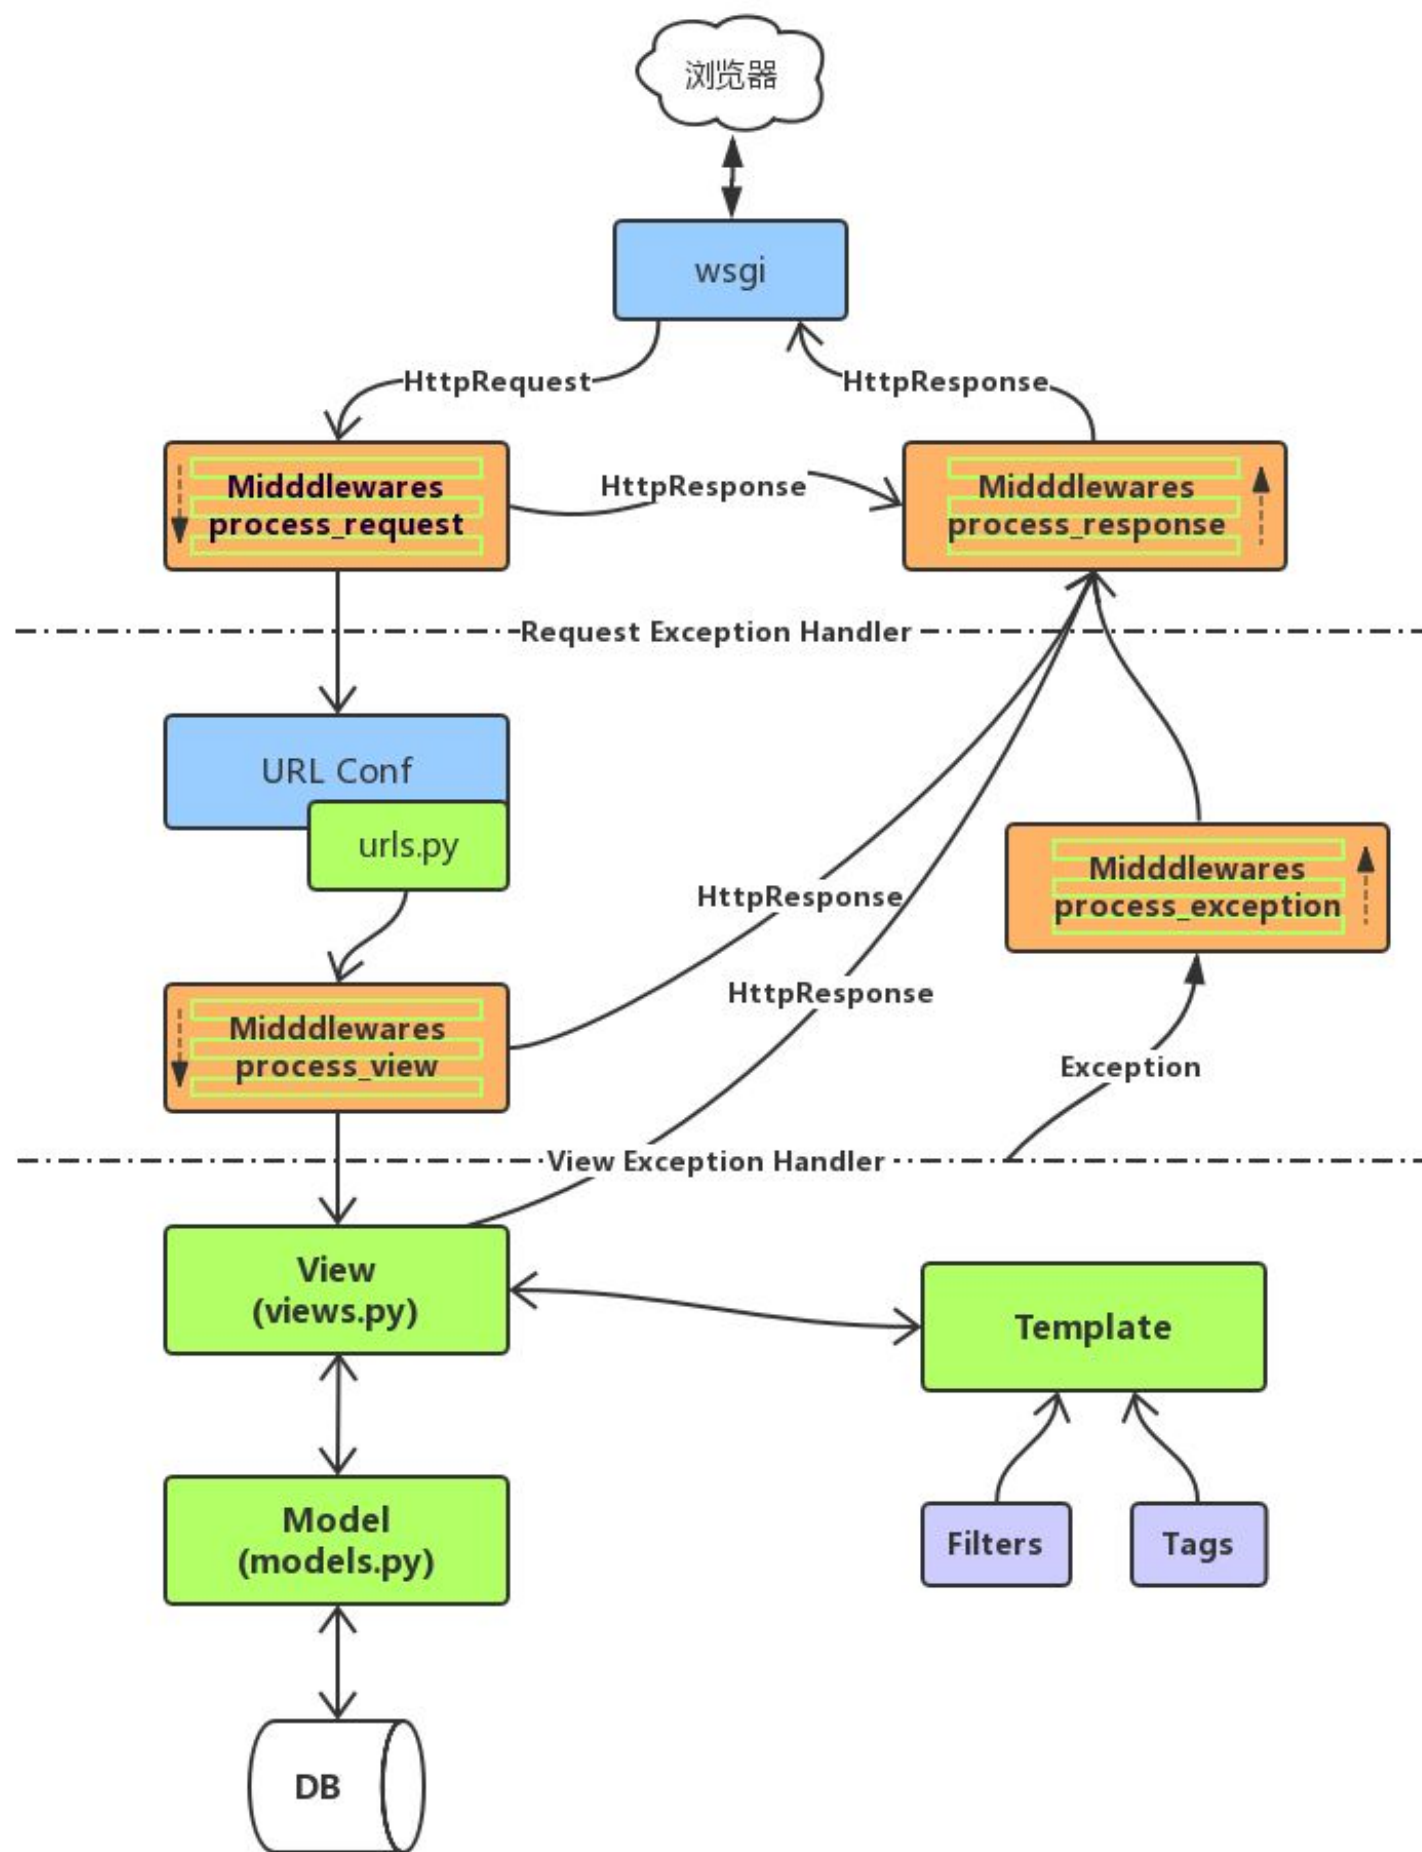 浏览器
wsgi
HttpRequest
HttpResponse
Midddlewares
process_request
HttpResponse
Midddlewares
process_response
Request Exception Handler
URL Conf
urls.py
Midddlewares
process_exception
HttpResponse
HttpResponse
Midddlewares
process_view
Exception
View Exception Handler
View
(views.py)
Template
Model
(models.py)
Filters
Tags
DB